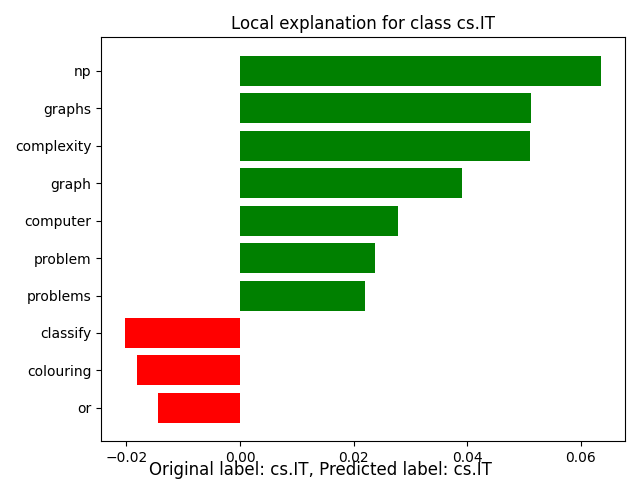 Local explanation for class cs.IT
np
graphs
complexity
graph
computer
problem
problems
classify
colouring
or
−0.02 0.00 0.02 0.04 0.06
Original label: cs.IT, Predicted label: cs.IT